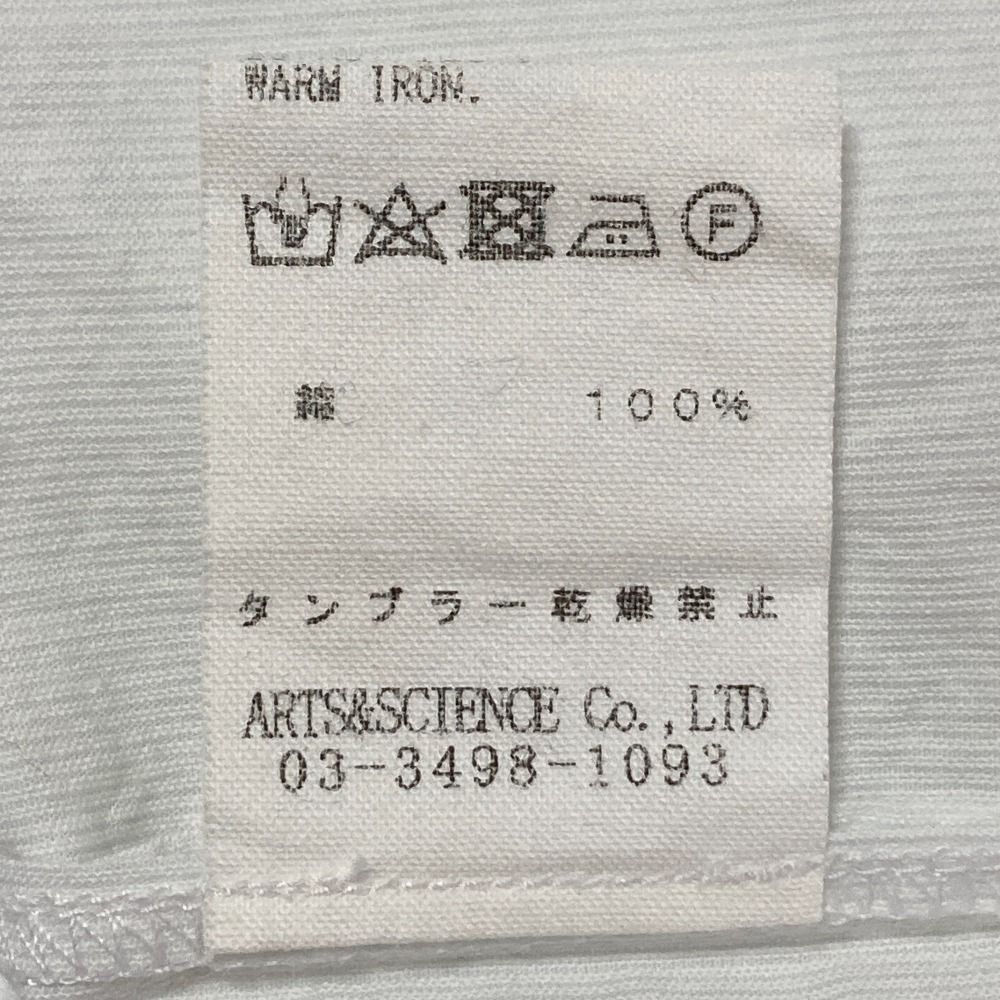 WARM IRON.
F
綿 100%
タンブラー乾燥禁止
ARTS&SCIENCE Co.,LTD
03-3498-1093